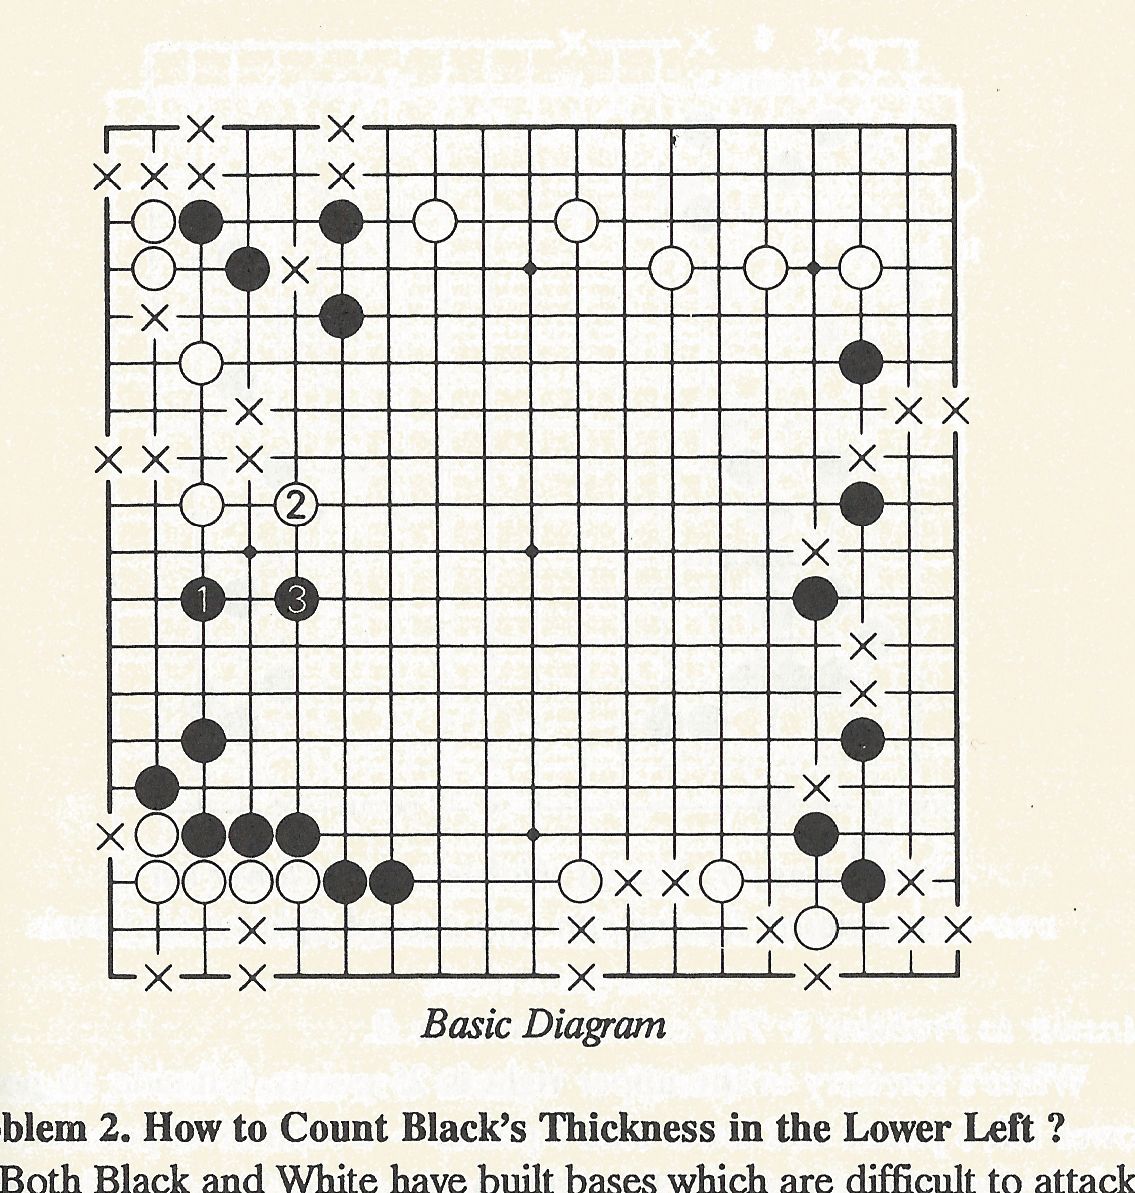 2
1 3
Basic Diagram
blem 2. How to Count Black's Thickness in the Lower Left ?
Both Black and White have built bases which are difficult to attack